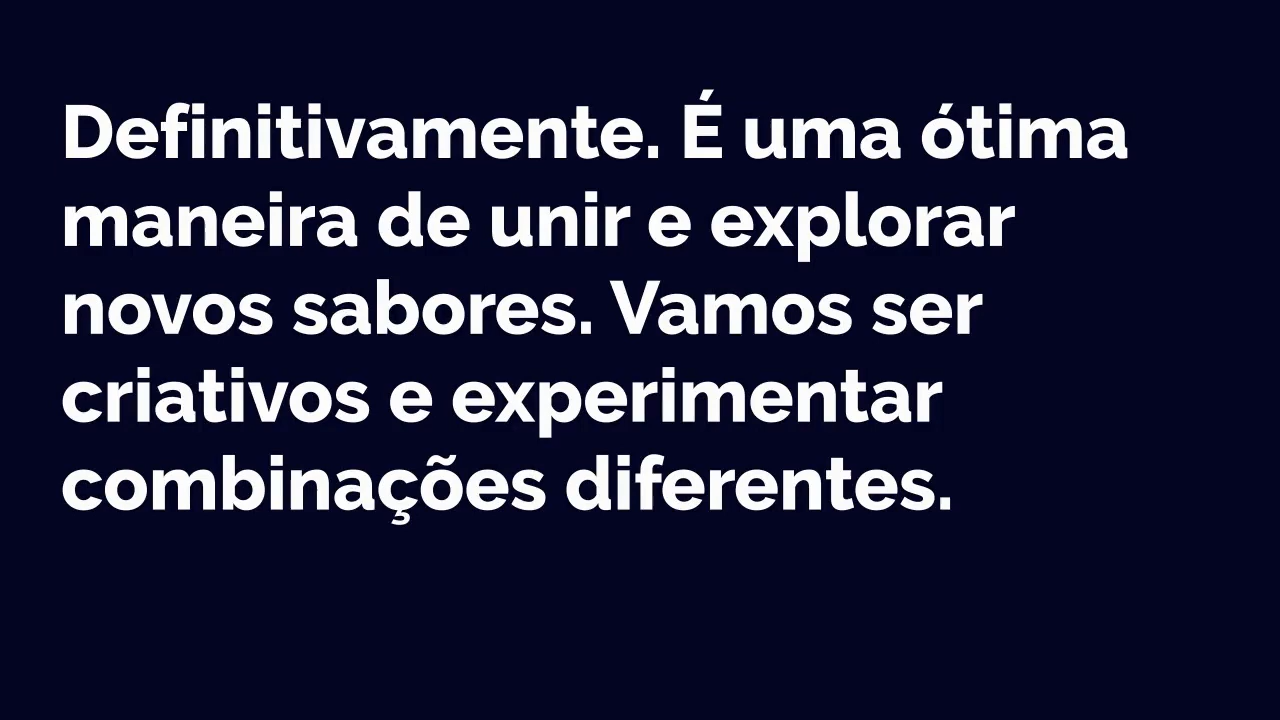 Definitivamente. É uma ótima
maneira de unir e explorar
novos sabores. Vamos ser
criativos e experimentar
combinações diferentes.